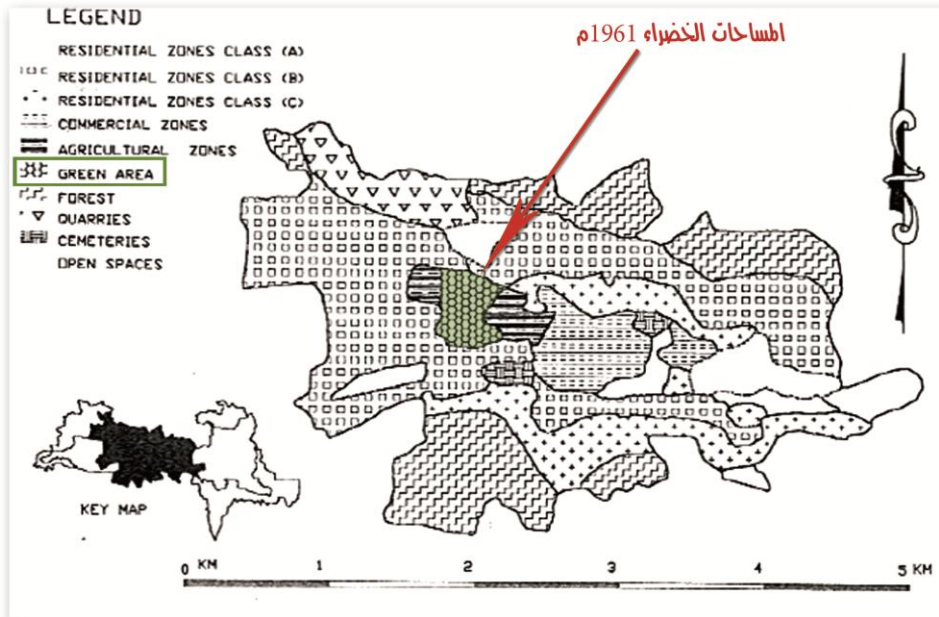 LEGEND
RESIDENTIAL ZONES CLASS (A)
RESIDENTIAL ZONES CLASS (B)
RESIDENTIAL ZONES CLASS (C)
COMMERCIAL ZONES
AGRICULTURAL ZONES
GREEN AREA
FOREST
QUARRIES
CEMETERIES
OPEN SPACES
المساحات الخضراء 1961م
KEY MAP
0 KM 1 2 3 4 5 KM